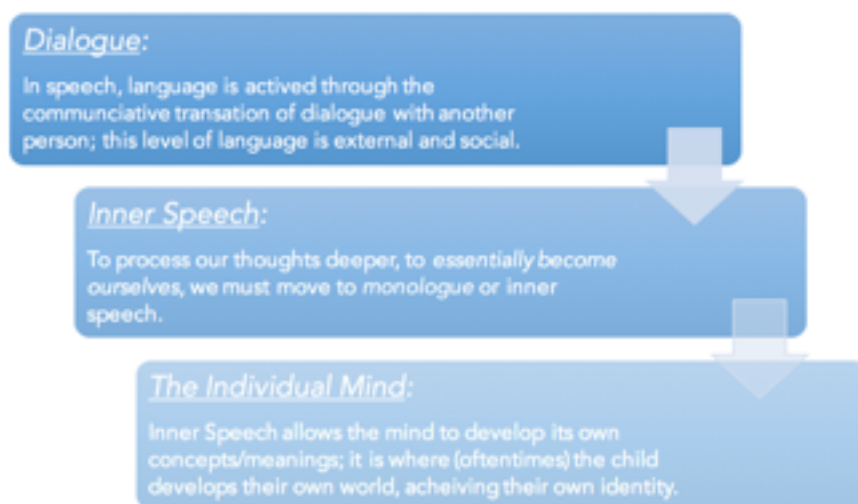 Dialogue:
In speech, language is actived through the
communciative transation of dialogue with another
person; this level of language is external and social.
Inner Speech:
To process our thoughts deeper, to essentially become
ourselves, we must move to monologue or inner
speech.
The Individual Mind:
Inner Speech allows the mind to develop its own
concepts/meanings; it is where (oftentimes) the child
develops their own world, acheiving their own identity.